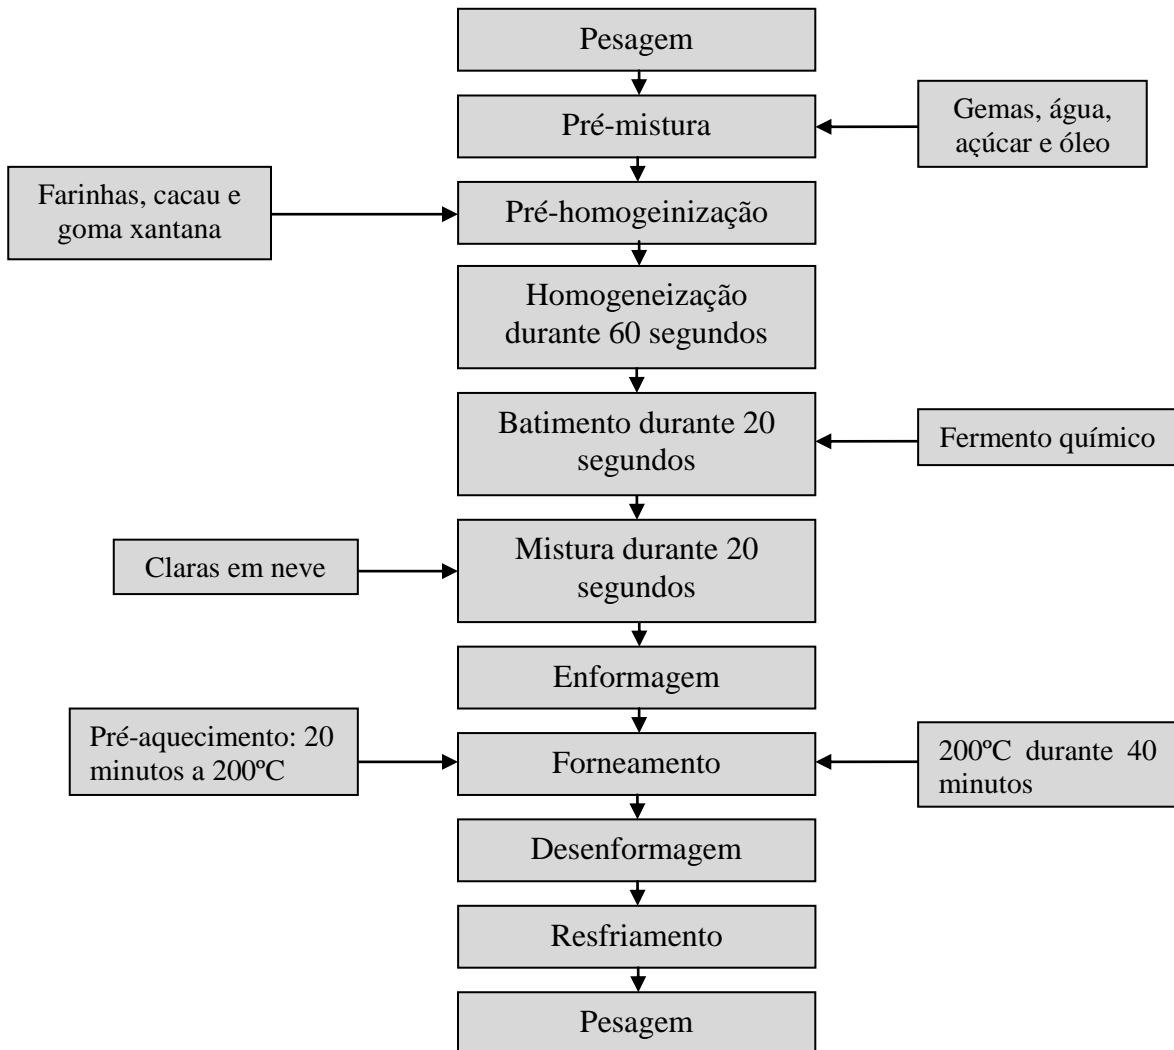 Pesagem
Pré-mistura
Gemas, água,
açúcar e óleo
Farinhas, cacau e
goma xantana
Pré-homogeinização
Homogeneização
durante 60 segundos
Batimento durante 20
segundos
Fermento químico
Claras em neve
Mistura durante 20
segundos
Enformagem
Pré-aquecimento: 20
minutos a 200ºC
Forneamento
200ºC durante 40
minutos
Desenformagem
Resfriamento
Pesagem